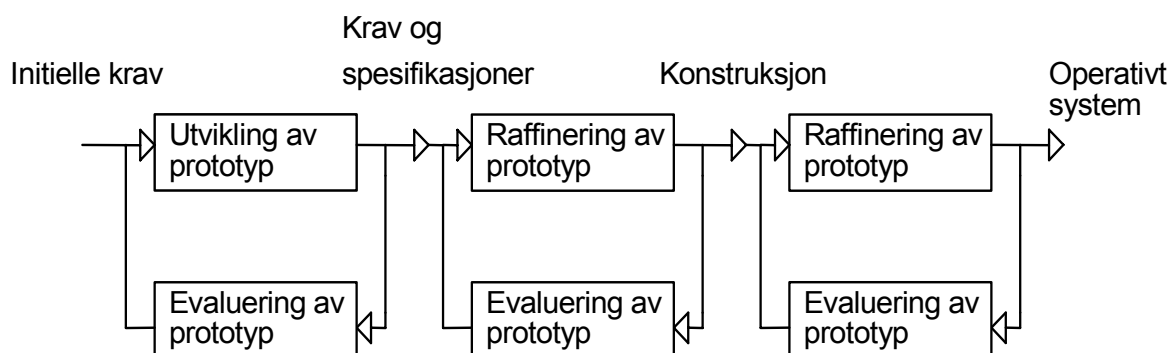 Initielle krav
Krav og
spesifikasjoner
Konstruksjon
Operativt
system
Utvikling av
prototyp
Raffinering av
prototyp
Raffinering av
prototyp
Evaluering av
prototyp
Evaluering av
prototyp
Evaluering av
prototyp